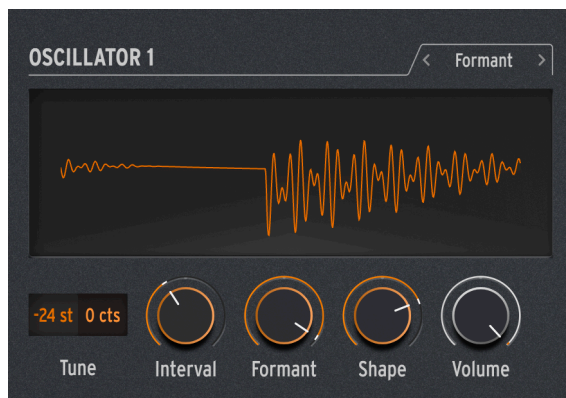 OSCILLATOR 1
< Formant >
-24 st 0 cts
Tune Interval Formant Shape Volume